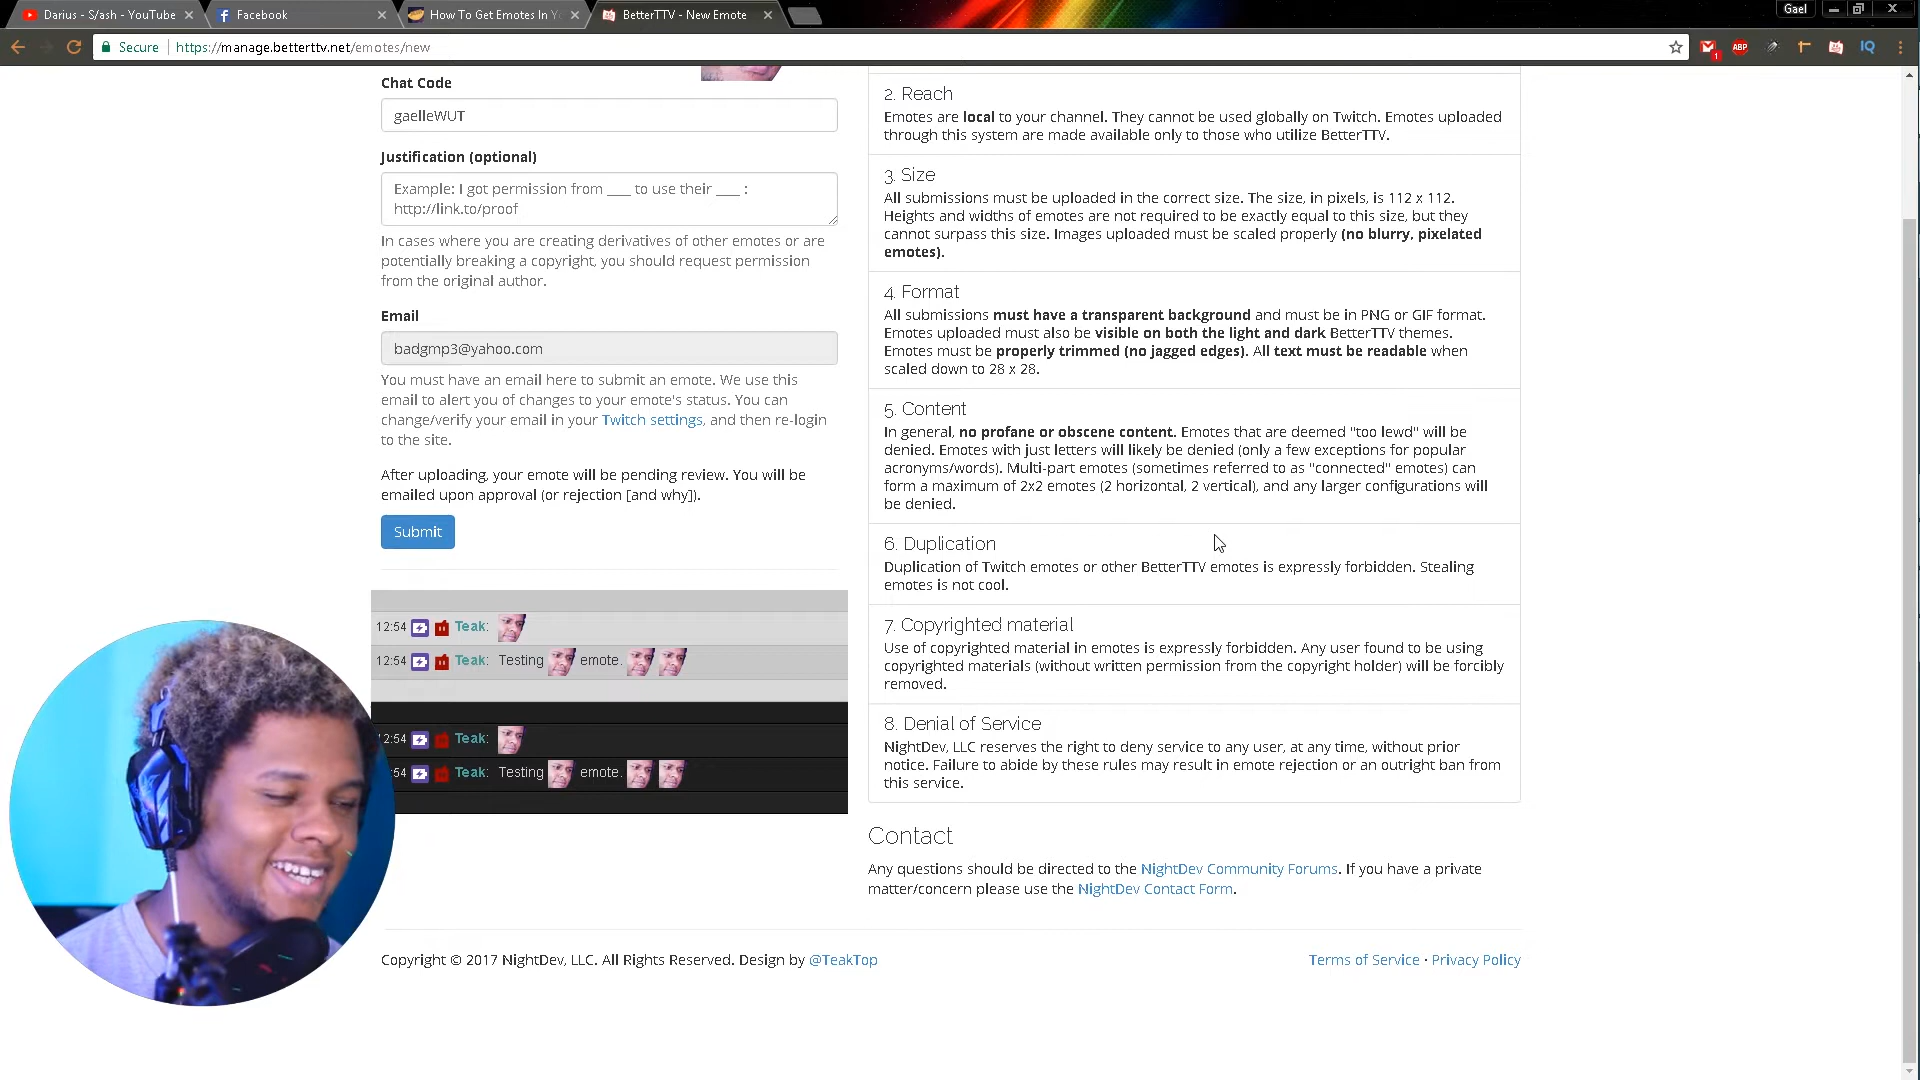 Darius - S/ash - YouTube
Facebook
How To Get Emotes In Y
BetterTTV - New Emote
Gael
Secure
https://manage.betterttv.net/emotes/new
1
ABP
IQ
Chat Code
gaelleWUT
Justification (optional)
Example: I got permission from ____ to use their ____ :
http://link.to/proof
In cases where you are creating derivatives of other emotes or are
potentially breaking a copyright, you should request permission
from the original author.
Email
badgmp3@yahoo.com
You must have an email here to submit an emote. We use this
email to alert you of changes to your emote's status. You can
change/verify your email in your Twitch settings, and then re-login
to the site.
After uploading, your emote will be pending review. You will be
emailed upon approval (or rejection [and why]).
Submit
12:54 Teak:
12:54 Teak: Testing emote.
2:54 Teak:
54 Teak: Testing emote.
2. Reach
Emotes are local to your channel. They cannot be used globally on Twitch. Emotes uploaded
through this system are made available only to those who utilize BetterTTV.
3. Size
All submissions must be uploaded in the correct size. The size, in pixels, is 112 x 112.
Heights and widths of emotes are not required to be exactly equal to this size, but they
cannot surpass this size. Images uploaded must be scaled properly (no blurry, pixelated
emotes).
4. Format
All submissions must have a transparent background and must be in PNG or GIF format.
Emotes uploaded must also be visible on both the light and dark BetterTTV themes.
Emotes must be properly trimmed (no jagged edges). All text must be readable when
scaled down to 28 x 28.
5. Content
In general, no profane or obscene content. Emotes that are deemed "too lewd" will be
denied. Emotes with just letters will likely be denied (only a few exceptions for popular
acronyms/words). Multi-part emotes (sometimes referred to as "connected" emotes) can
form a maximum of 2x2 emotes (2 horizontal, 2 vertical), and any larger configurations will
be denied.
6. Duplication
Duplication of Twitch emotes or other BetterTTV emotes is expressly forbidden. Stealing
emotes is not cool.
7. Copyrighted material
Use of copyrighted material in emotes is expressly forbidden. Any user found to be using
copyrighted materials (without written permission from the copyright holder) will be forcibly
removed.
8. Denial of Service
NightDev, LLC reserves the right to deny service to any user, at any time, without prior
notice. Failure to abide by these rules may result in emote rejection or an outright ban from
this service.
Contact
Any questions should be directed to the NightDev Community Forums. If you have a private
matter/concern please use the NightDev Contact Form.
Copyright © 2017 NightDev, LLC. All Rights Reserved. Design by @TeakTop
Terms of Service · Privacy Policy